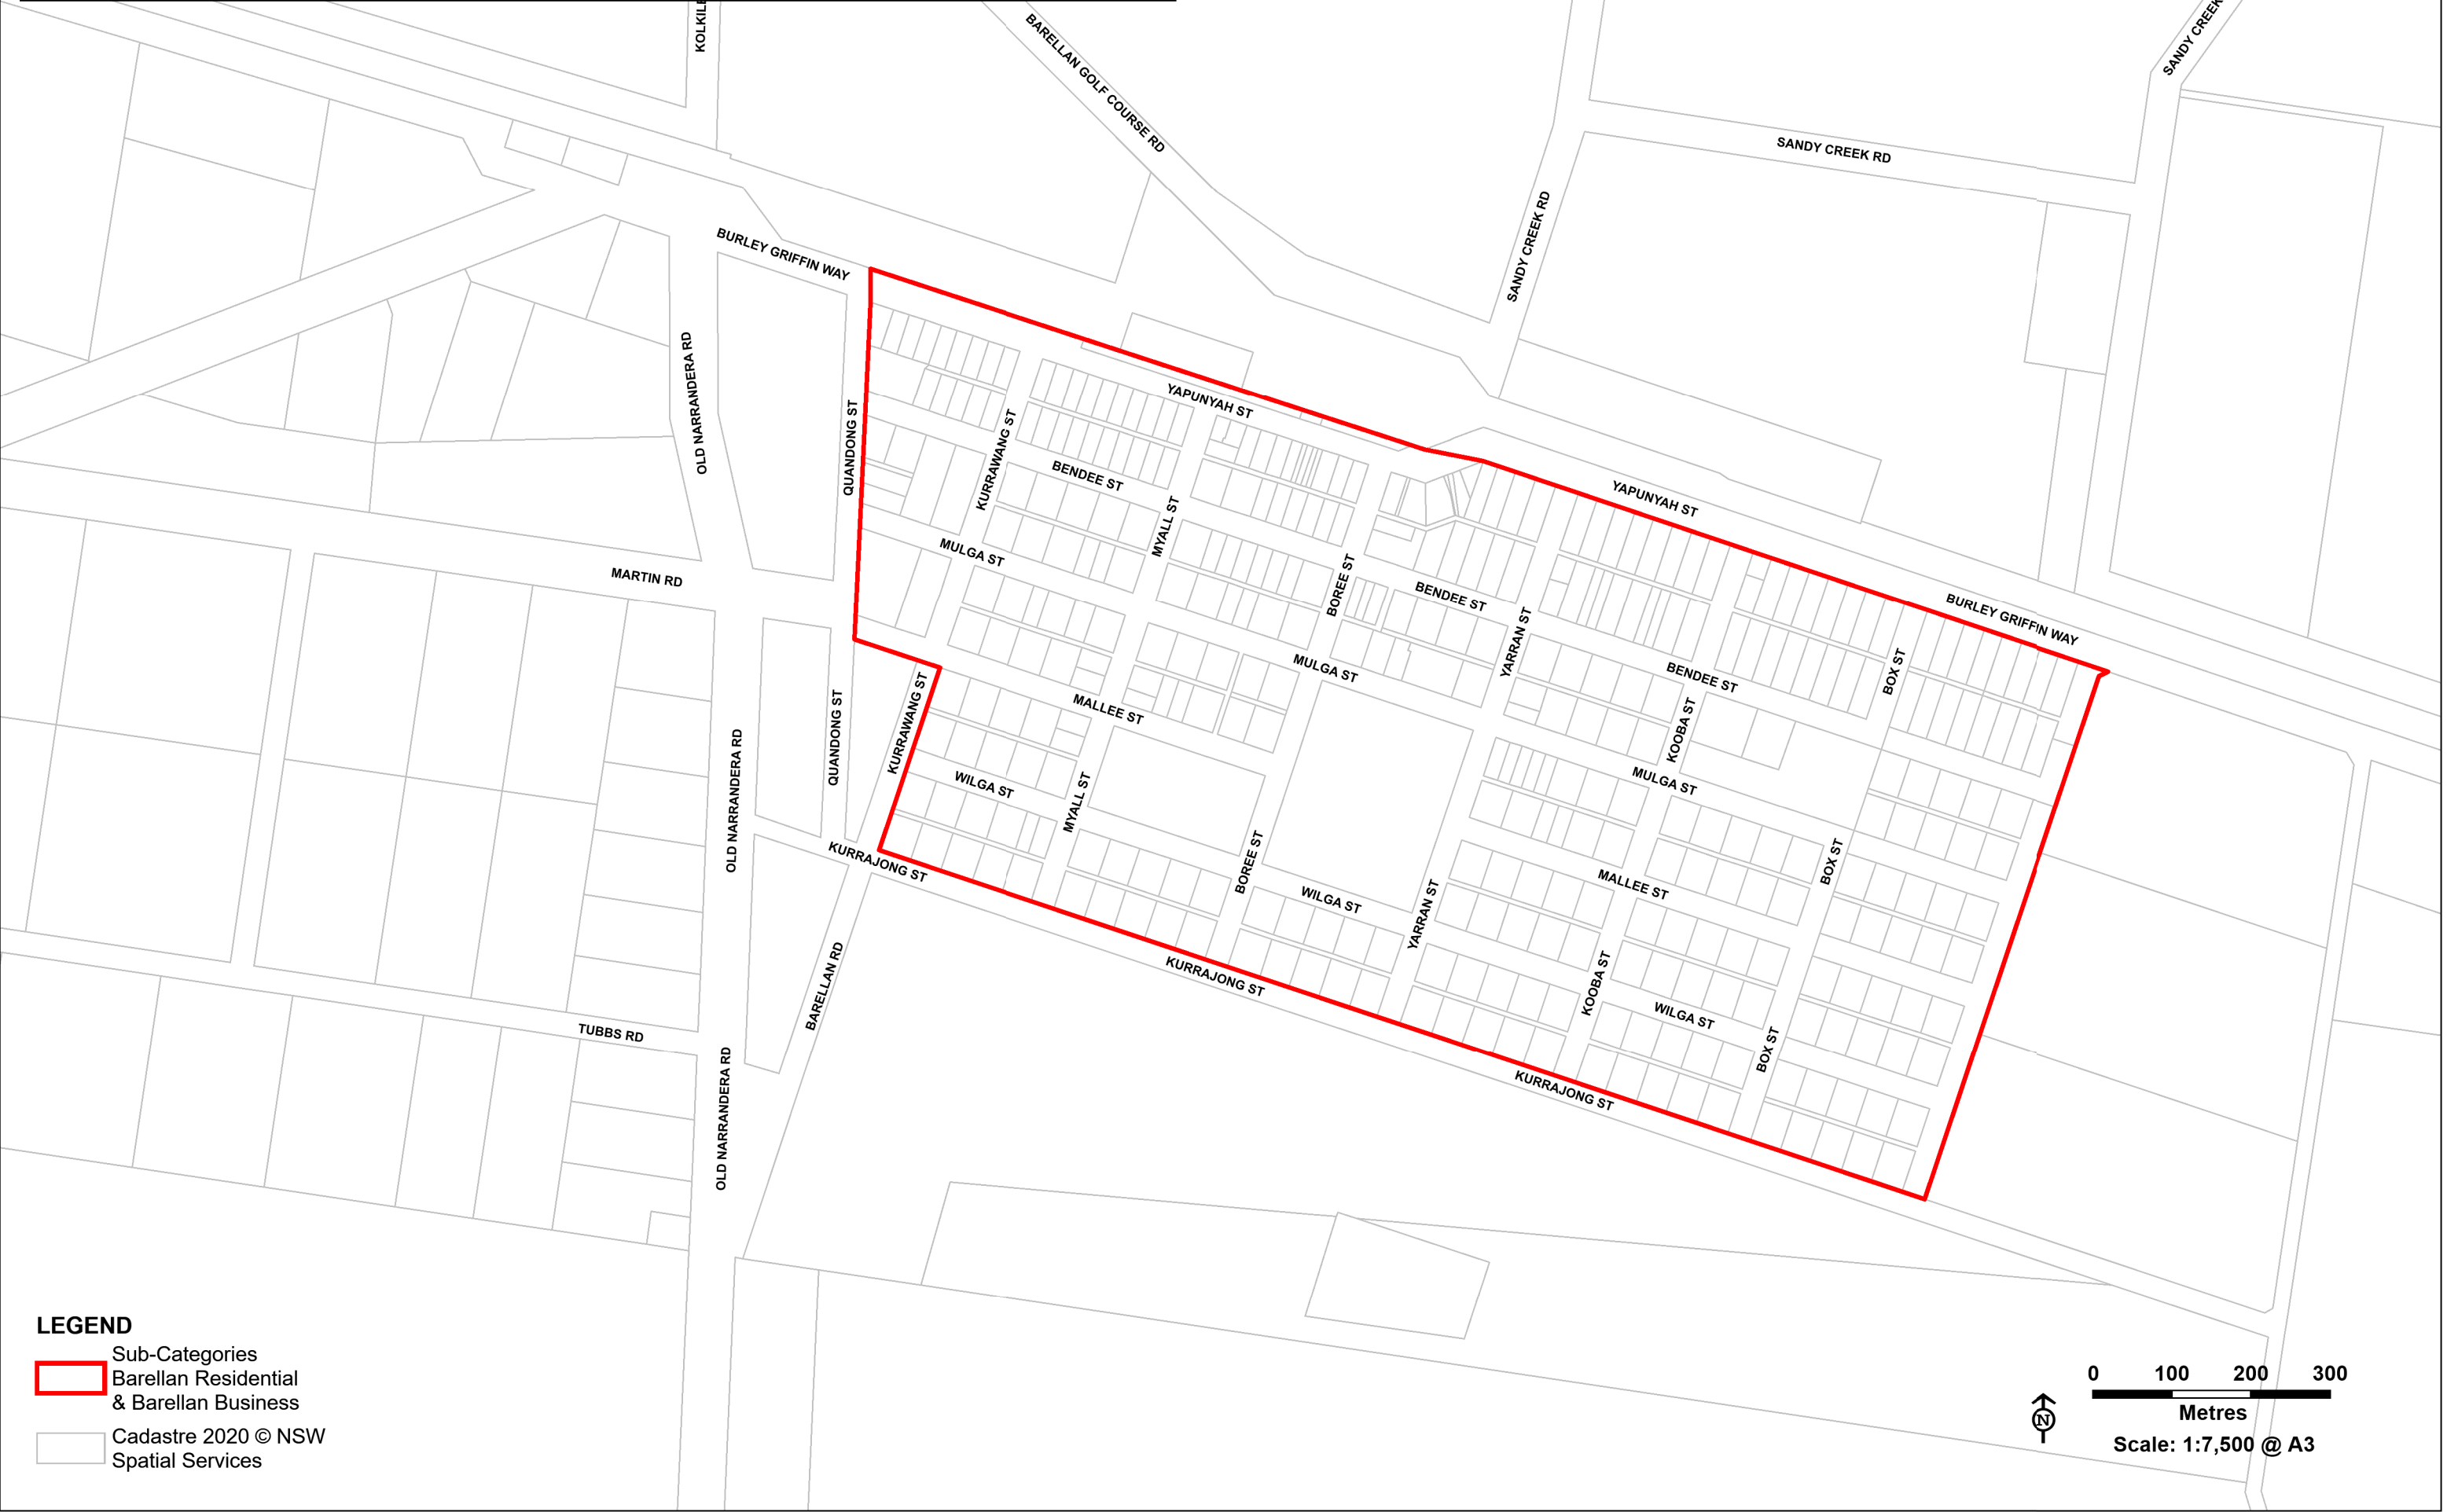 KOLKILB
BARELLAN GOLF COURSE RD
SANDY CREEK
SANDY CREEK RD
SANDY CREEK RD
BURLEY GRIFFIN WAY
OLD NARRANDERA RD
QUANDONG ST
KURRAWANG ST
YAPUNYAH ST
BENDEE ST
MYALL ST
MULGA ST
YAPUNYAH ST
MARTIN RD
BOREE ST
BENDEE ST
BURLEY GRIFFIN WAY
YARRAN ST
MULGA ST
BENDEE ST
BOX ST
KURRAWANG ST
QUANDONG ST
MALLEE ST
KOOBA ST
OLD NARRANDERA RD
WILGA ST
MYALL ST
MULGA ST
KURRAJONG ST
BOREE ST
BOX ST
WILGA ST
MALLEE ST
YARRAN ST
BARELLAN RD
KURRAJONG ST
KOOBA ST
TUBBS RD
WILGA ST
BOX ST
OLD NARRANDERA RD
KURRAJONG ST
LEGEND
Sub-Categories
Barellan Residential
& Barellan Business
Cadastre 2020 © NSW
Spatial Services
0 100 200 300
Metres
N
Scale: 1:7,500 @ A3